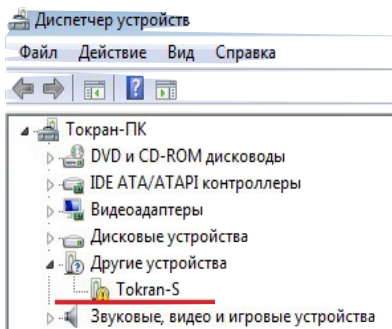 Диспетчер устройств
Файл Действие Вид Справка
Токран-ПК
DVD и CD-ROM дисководы
IDE ATA/ATAPI контроллеры
Видеоадаптеры
Дисковые устройства
Другие устройства
Tokran-S
Звуковые, видео и игровые устройства